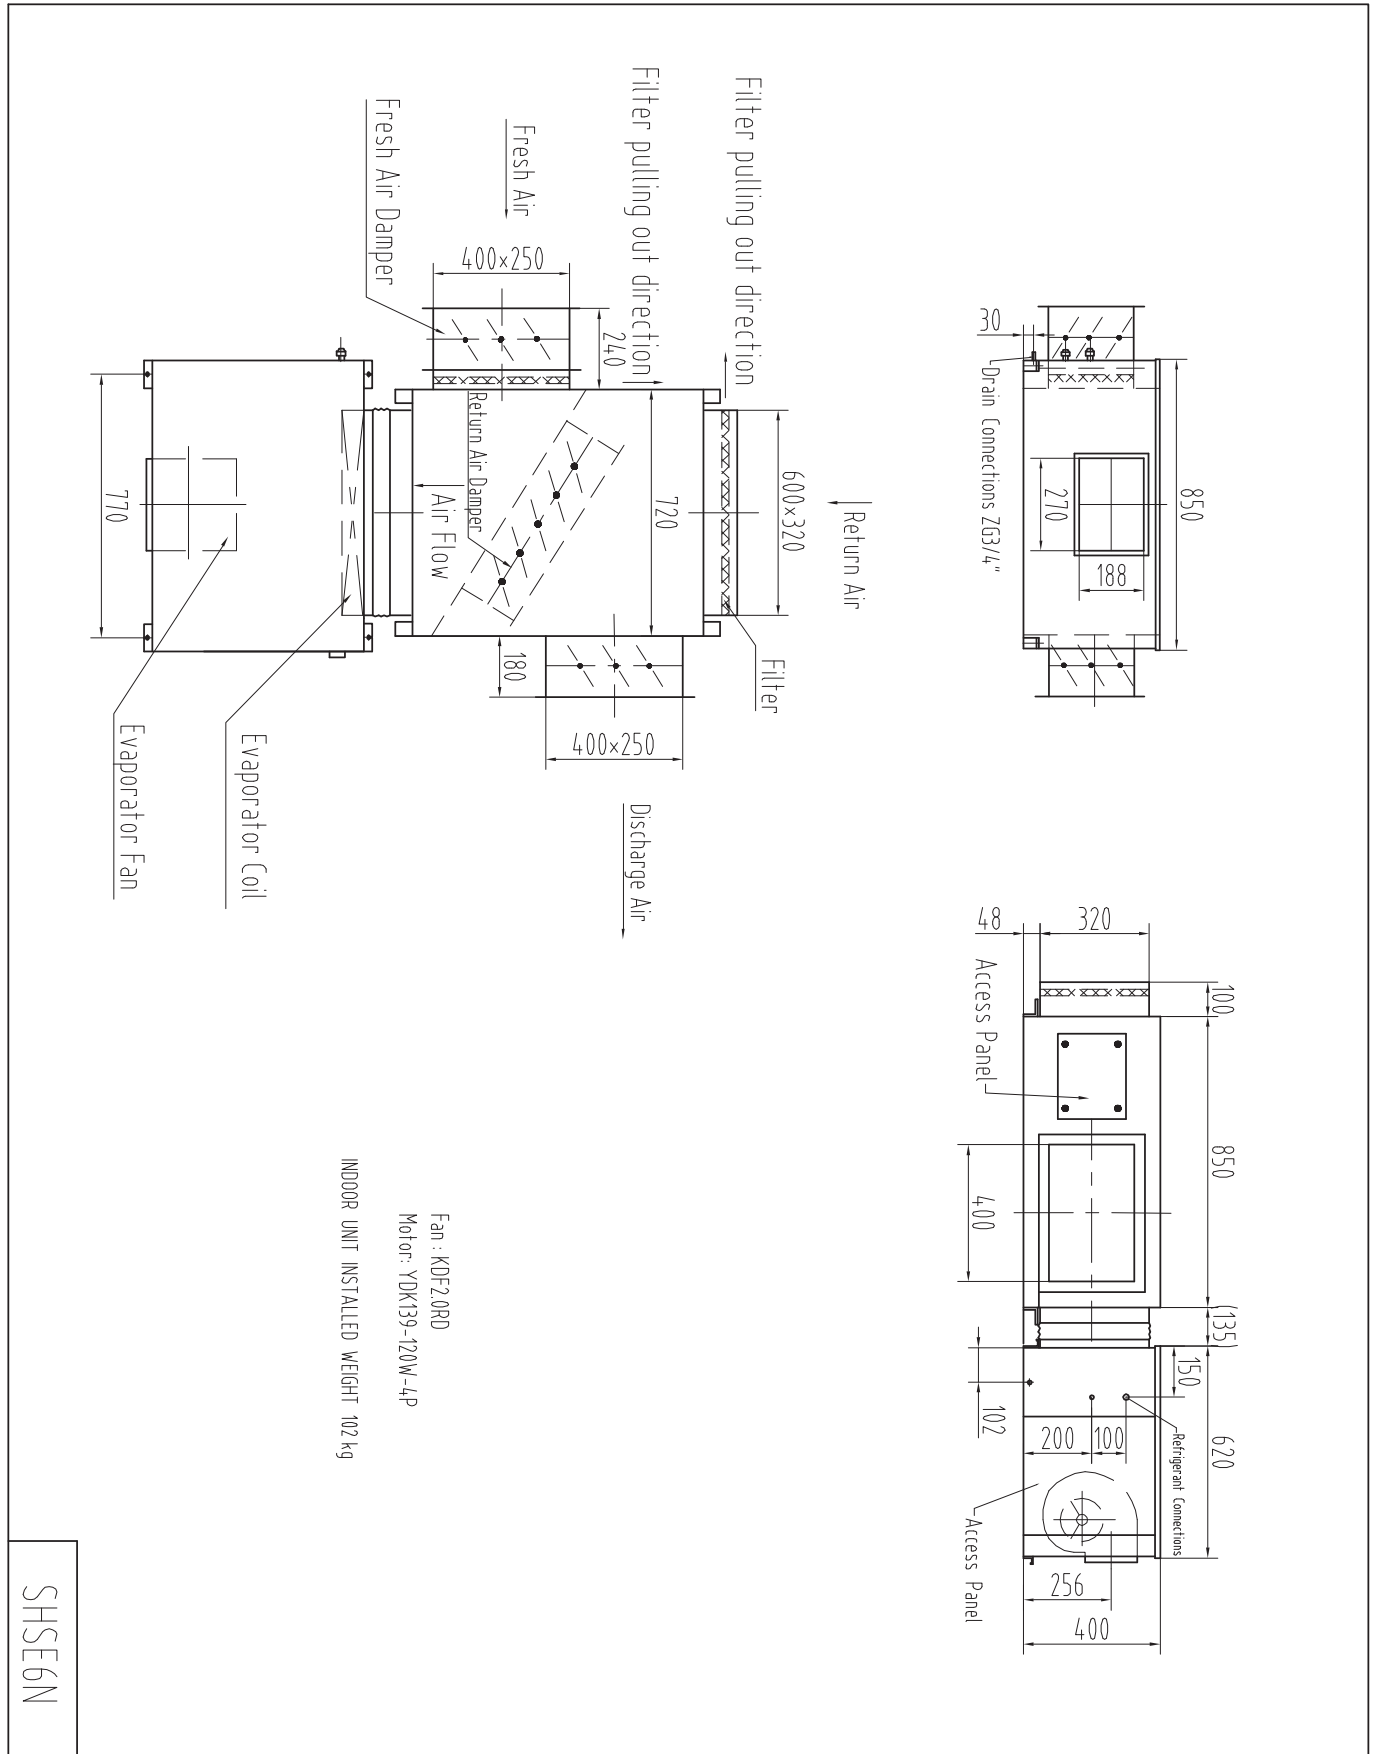 Filter pulling out direction
Filter pulling out direction
Fresh Air
Fresh Air Damper
400×250
240
Return Air Damper
Air Flow
720
600×320
Return Air
Filter
180
400×250
Discharge Air
770
Evaporator Coil
Evaporator Fan
30
Drain Connections ZG3/4"
850
270
188
48
320
100
Access Panel
850
400
(135)
150
102
620
200
100
Refrigerant Connections
Access Panel
256
400
Fan : KDF2.0RD
Motor: YDK139-120W-4P
INDOOR UNIT INSTALLED WEIGHT 102 kg
SHSE6N